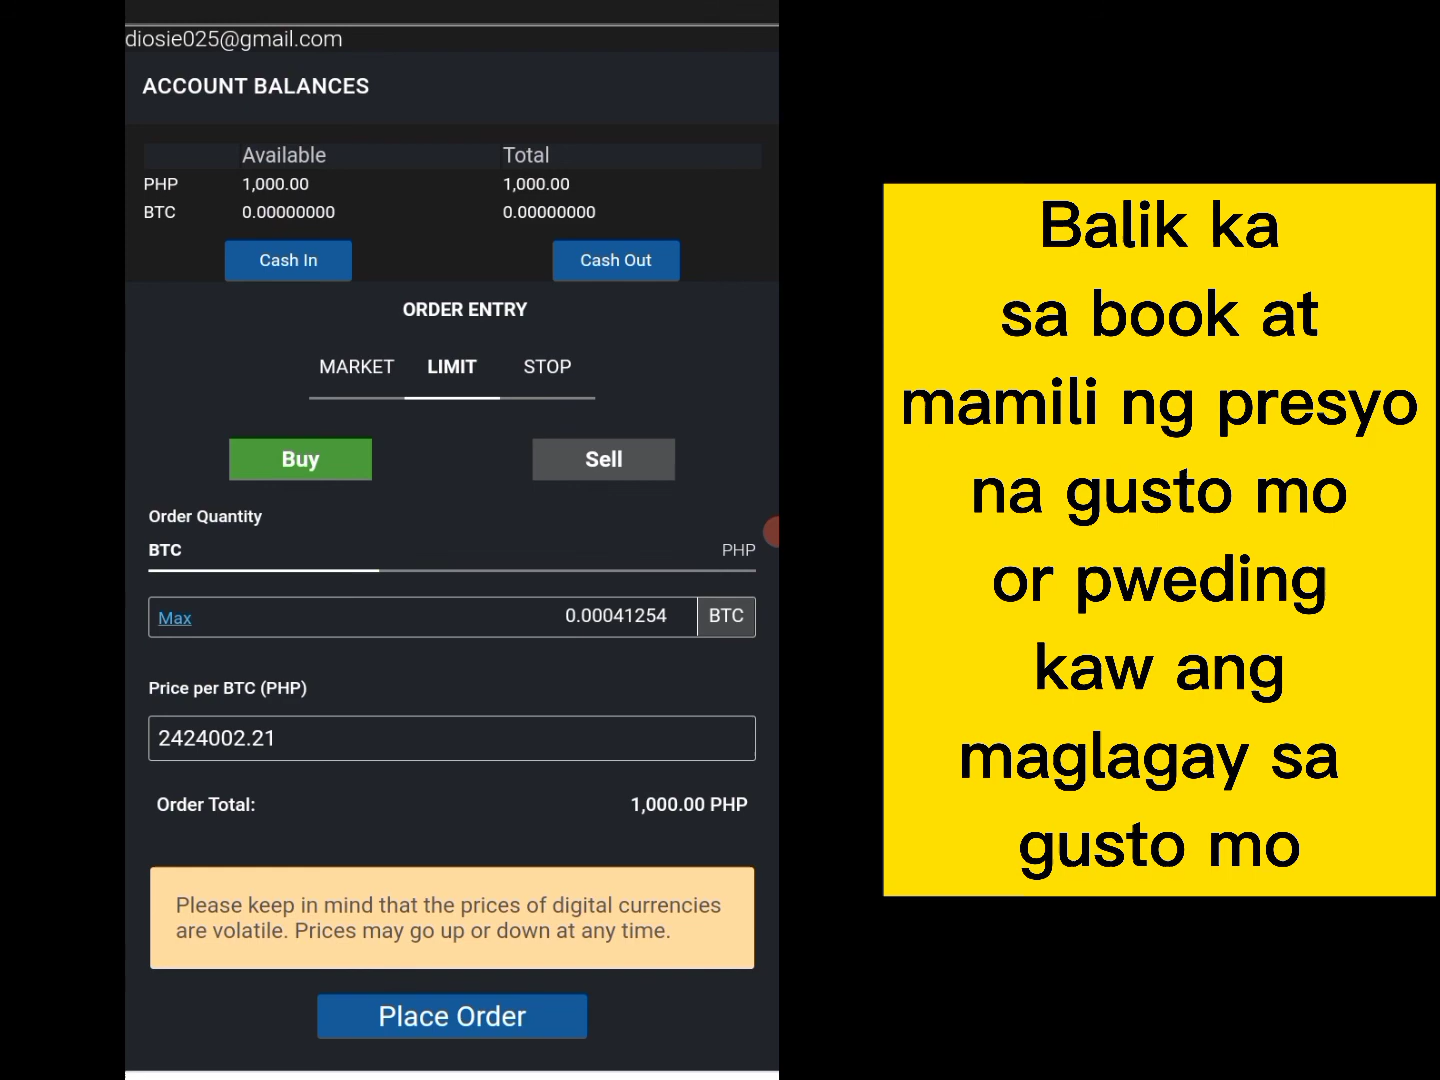 diosie025@gmail.com
ACCOUNT BALANCES
Available Total
PHP 1,000.00 1,000.00
BTC 0.00000000 0.00000000
Cash In Cash Out
ORDER ENTRY
MARKET LIMIT STOP
Buy Sell
Order Quantity
BTC PHP
Max 0.00041254 BTC
Price per BTC (PHP)
2424002.21
Order Total: 1,000.00 PHP
Please keep in mind that the prices of digital currencies
are volatile. Prices may go up or down at any time.
Place Order
Balik ka
sa book at
mamili ng presyo
na gusto mo
or pweding
kaw ang
maglagay sa
gusto mo